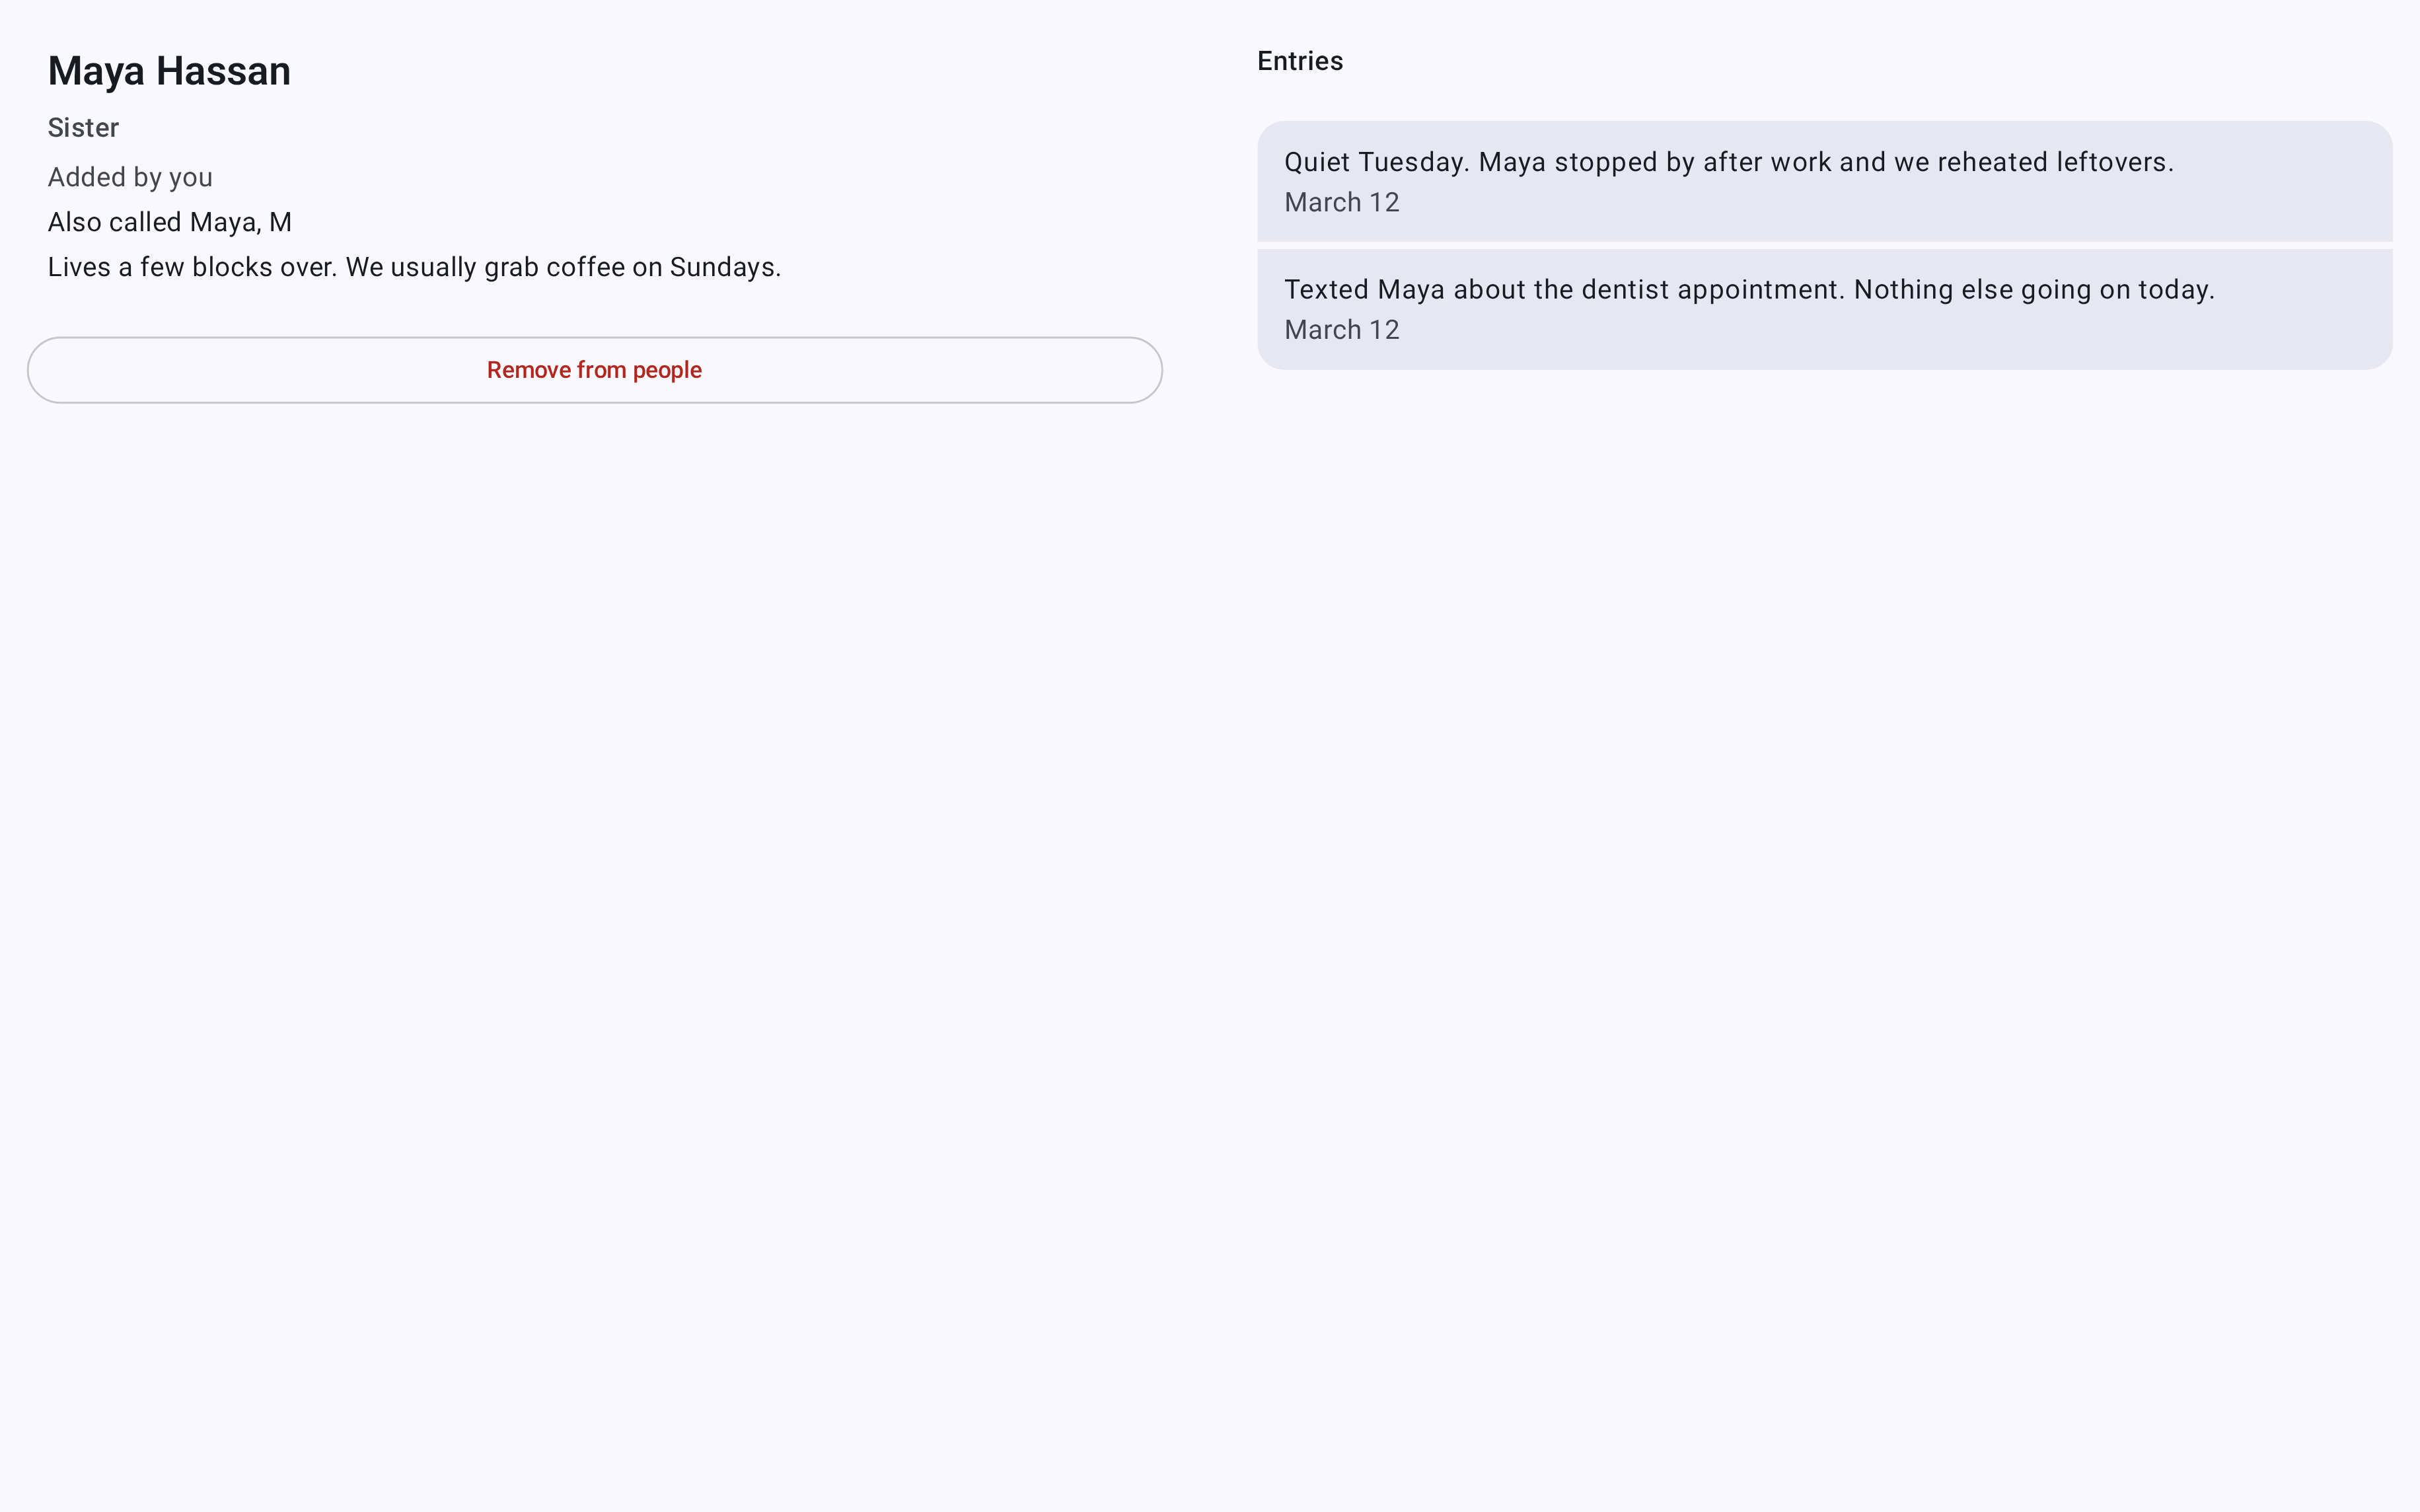 Maya Hassan
Sister
Added by you
Also called Maya, M
Lives a few blocks over. We usually grab coffee on Sundays.
Remove from people
Entries
Quiet Tuesday. Maya stopped by after work and we reheated leftovers.
March 12
Texted Maya about the dentist appointment. Nothing else going on today.
March 12